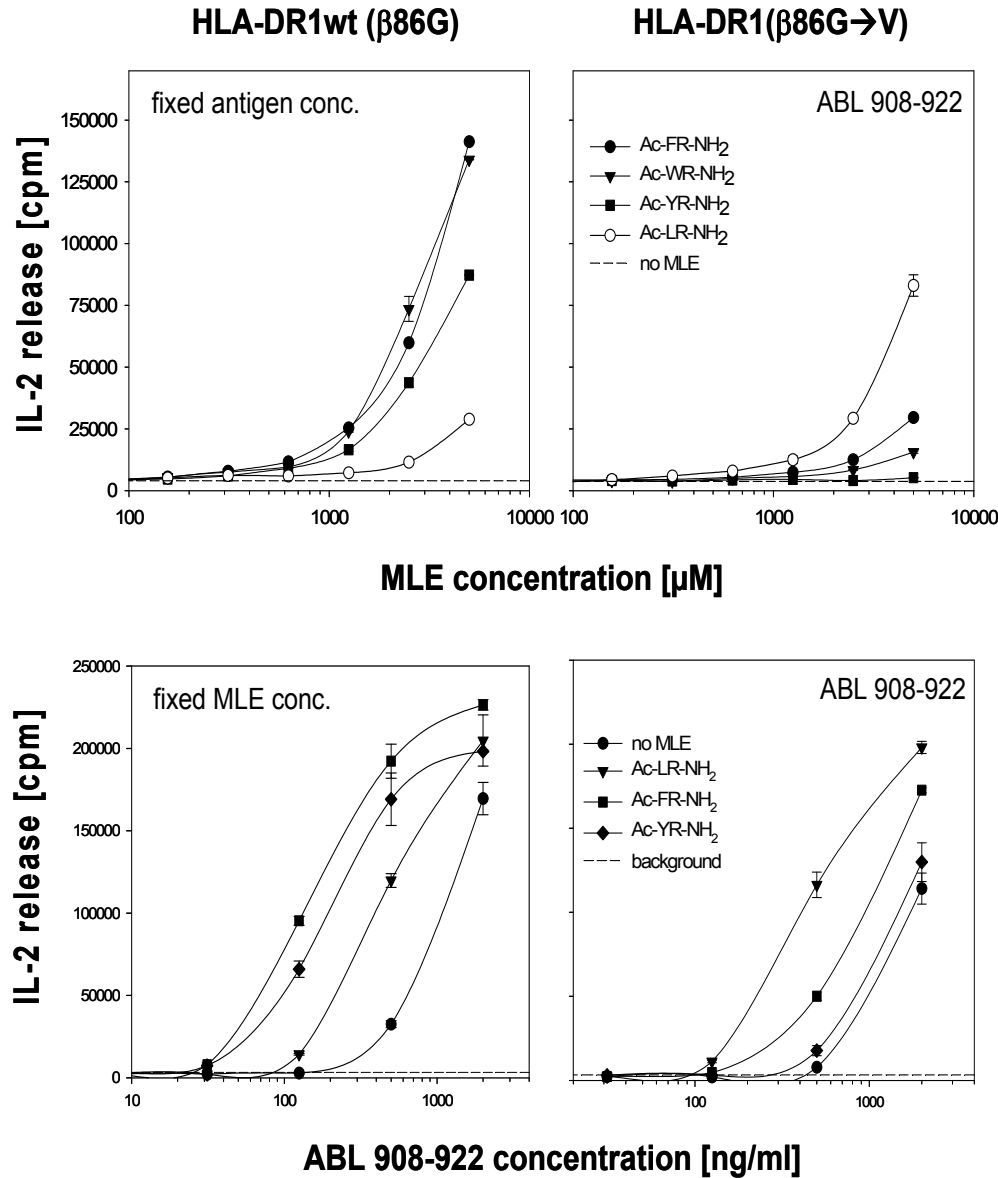 HLA-DR1wt (β86G)
HLA-DR1(β86G→V)
fixed antigen conc.
150000
125000
100000
75000
50000
25000
0
100
1000
10000
IL-2 release [cpm]
ABL 908-922
Ac-FR-NH2
Ac-WR-NH2
Ac-YR-NH2
Ac-LR-NH2
no MLE
100
1000
10000
MLE concentration [µM]
fixed MLE conc.
250000
200000
150000
100000
50000
0
10
100
1000
IL-2 release [cpm]
ABL 908-922
no MLE
Ac-LR-NH2
Ac-FR-NH2
Ac-YR-NH2
background
100
1000
ABL 908-922 concentration [ng/ml]